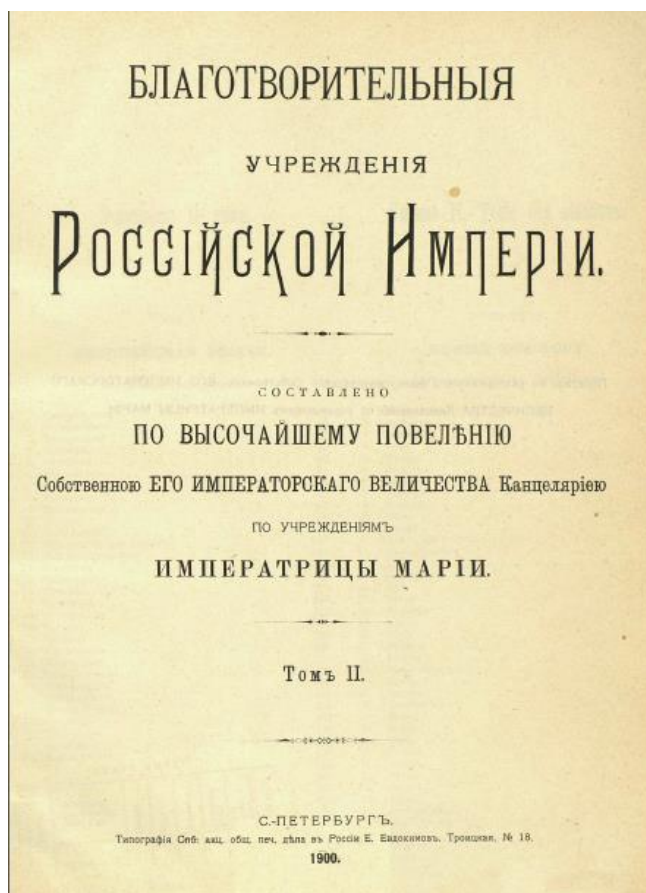 БЛАГОТВОРИТЕЛЬНЫЯ
УЧРЕЖДЕНІЯ
РОССІЙСКОЙ ИМПЕРІИ.
СОСТАВЛЕНО
ПО ВЫСОЧАЙШЕМУ ПОВЕЛѢНІЮ
Собственною ЕГО ИМПЕРАТОРСКАГО ВЕЛИЧЕСТВА Канцеляріею
ПО УЧРЕЖДЕНІЯМЪ
ИМПЕРАТРИЦЫ МАРІИ.
Томъ II.
С.-ПЕТЕРБУРГЪ.
Типографія Спб. акц. общ. печ. дѣла въ Россіи Е. Евдокимовъ. Троицкая, № 18.
1900.